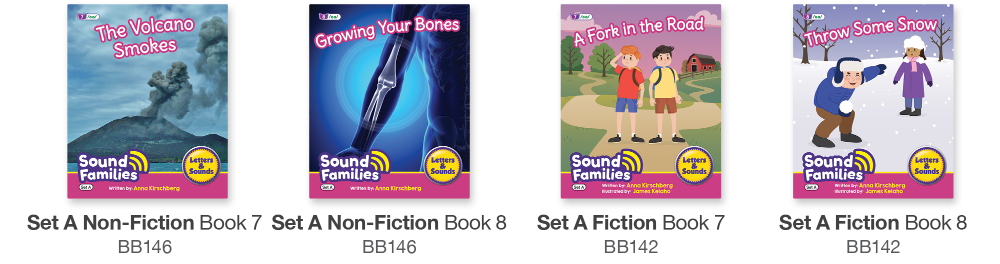 7 /oa/
The Volcano
Smokes
Sound
Families
Set A
Letters
&
Sounds
Written by: Anna Kirschberg
Set A Non-Fiction Book 7
BB146
8 /oa/
Growing Your Bones
Sound
Families
Set A
Letters
&
Sounds
Written by: Anna Kirschberg
Set A Non-Fiction Book 8
BB146
7 /oa/
A Fork in the Road
Sound
Families
Set A
Letters
&
Sounds
Written by: Anna Kirschberg
Illustrated by: James Keiaho
Set A Fiction Book 7
BB142
8 /oa/
Throw Some Snow
Sound
Families
Set A
Letters
&
Sounds
Written by: Anna Kirschberg
Illustrated by: James Keiaho
Set A Fiction Book 8
BB142